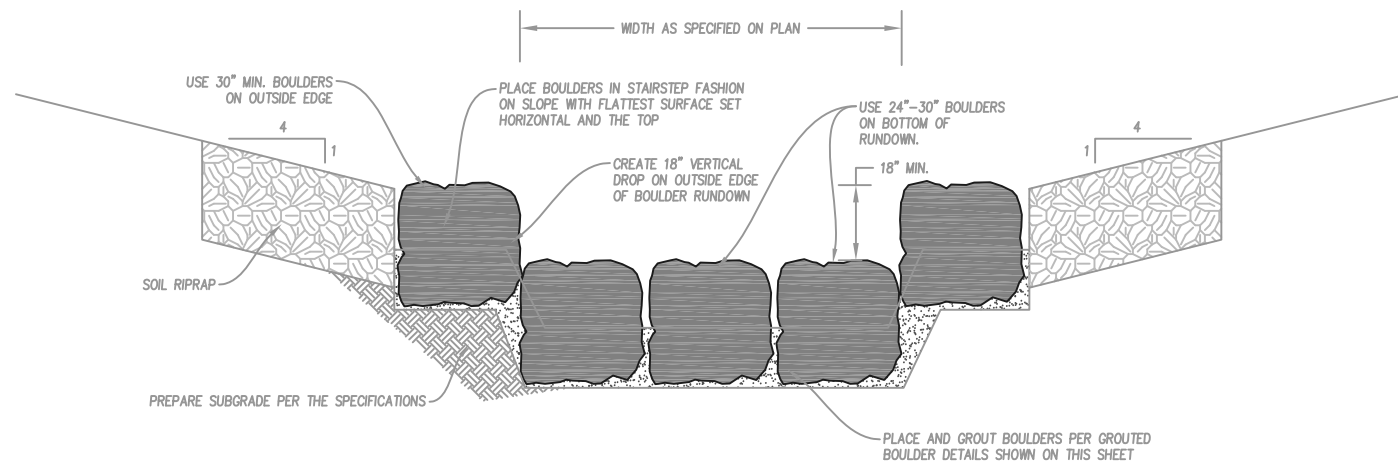 WIDTH AS SPECIFIED ON PLAN
USE 30" MIN. BOULDERS
ON OUTSIDE EDGE
PLACE BOULDERS IN STAIRSTEP FASHION
ON SLOPE WITH FLATTEST SURFACE SET
HORIZONTAL AND THE TOP
USE 24"-30" BOULDERS
ON BOTTOM OF
RUNDOWN.
4
1
4
1
CREATE 18" VERTICAL
DROP ON OUTSIDE EDGE
OF BOULDER RUNDOWN
18" MIN.
SOIL RIPRAP
PREPARE SUBGRADE PER THE SPECIFICATIONS
PLACE AND GROUT BOULDERS PER GROUTED
BOULDER DETAILS SHOWN ON THIS SHEET